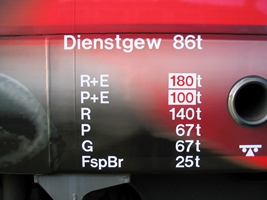 Dienstgew 86t
R+E 180t
P+E 100t
R 140t
P 67t
G 67t
FspBr 25t